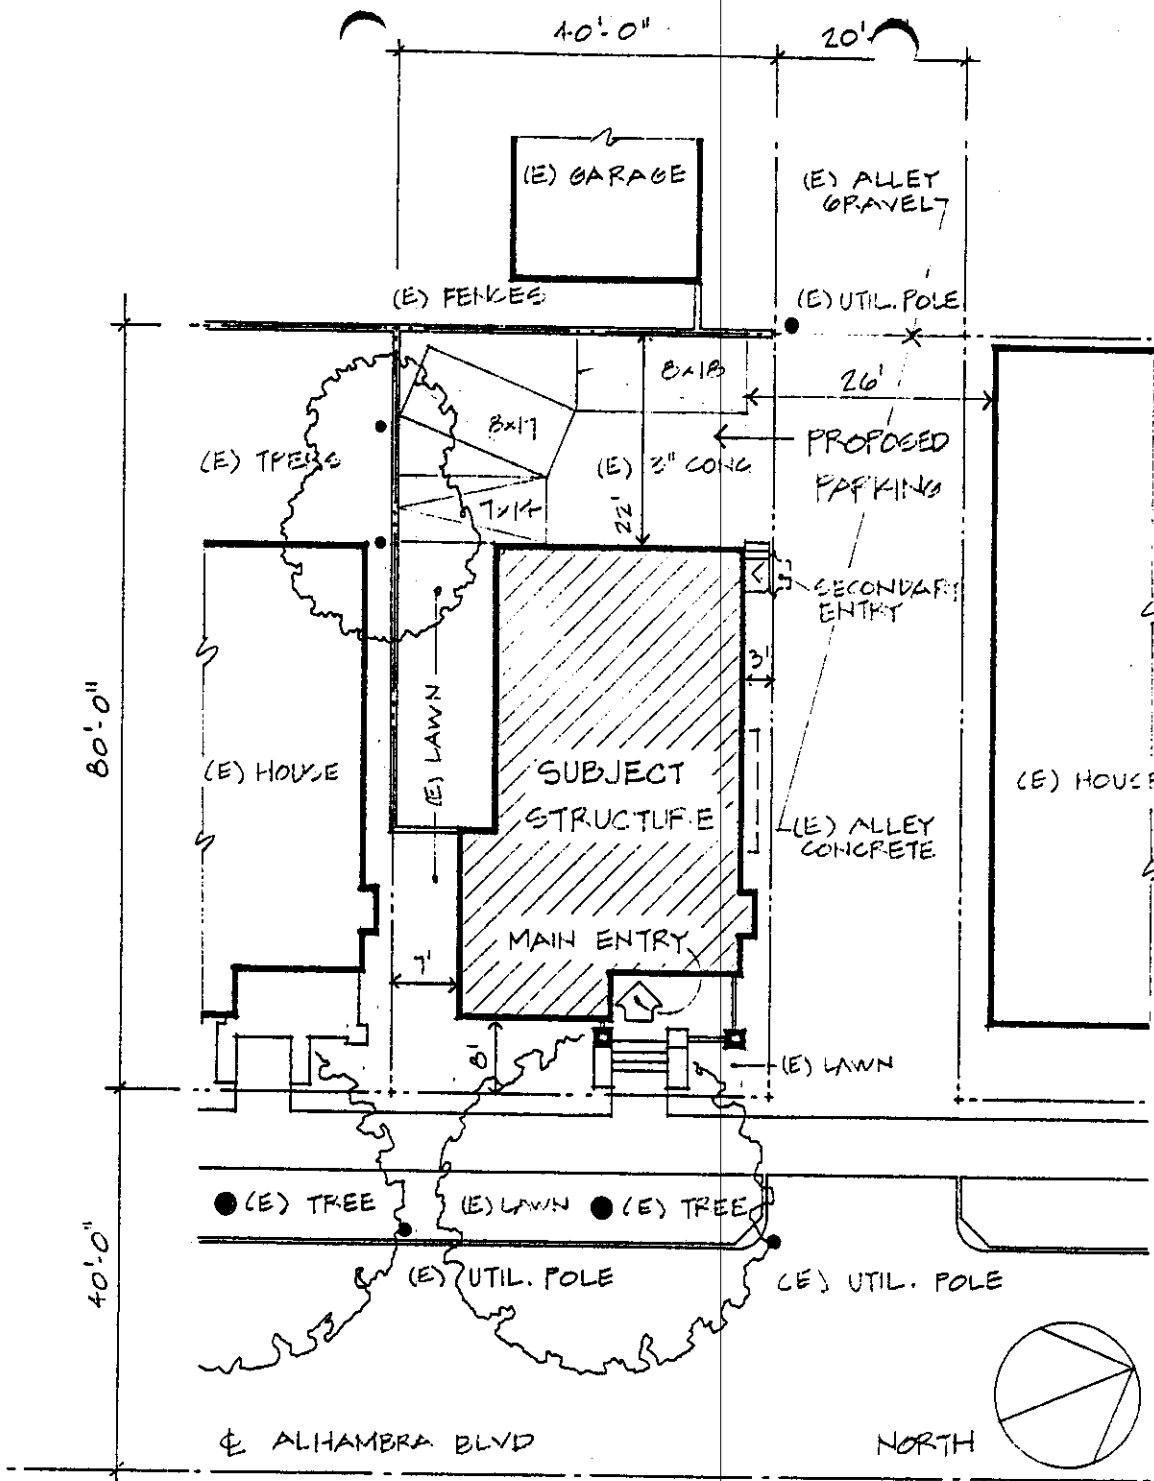 40'-0"
20'
(E) GARAGE
(E) ALLEY
GRAVEL
(E) FENCES
(E) UTIL. POLE
8x18
26'
8x17
(E) TREES
(E) 3" CONC
PROPOSED
PARKING
7x14
22'
SECONDARY
ENTRY
3'
80'-0"
(E) HOUSE
(E) LAWN
SUBJECT
STRUCTURE
(E) HOUSE
(E) ALLEY
CONCRETE
MAIN ENTRY
7'
8'
(E) LAWN
(E) TREE
(E) LAWN
(E) TREE
40'-0"
(E) UTIL. POLE
(E) UTIL. POLE
℄ ALHAMBRA BLVD
NORTH